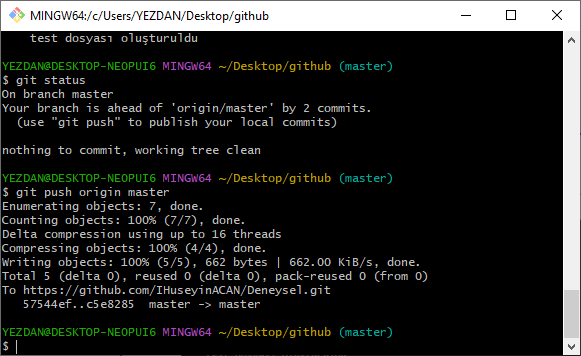 MINGW64:/c/Users/YEZDAN/Desktop/github
test dosyası oluşturuldu
YEZDAN@DESKTOP-NEOPUI6 MINGW64 ~/Desktop/github (master)
$ git status
On branch master
Your branch is ahead of 'origin/master' by 2 commits.
(use "git push" to publish your local commits)
nothing to commit, working tree clean
YEZDAN@DESKTOP-NEOPUI6 MINGW64 ~/Desktop/github (master)
$ git push origin master
Enumerating objects: 7, done.
Counting objects: 100% (7/7), done.
Delta compression using up to 16 threads
Compressing objects: 100% (4/4), done.
Writing objects: 100% (5/5), 662 bytes | 662.00 KiB/s, done.
Total 5 (delta 0), reused 0 (delta 0), pack-reused 0 (from 0)
To https://github.com/IHuseyinACAN/Deneysel.git
57544ef..c5e8285  master -> master
YEZDAN@DESKTOP-NEOPUI6 MINGW64 ~/Desktop/github (master)
$